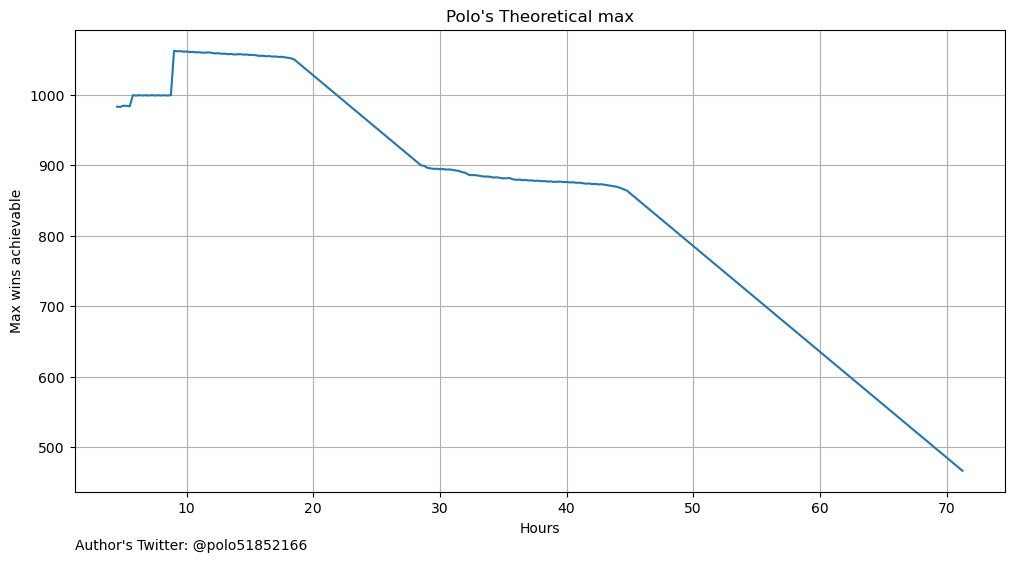 Polo's Theoretical max
Max wins achievable
1000
900
800
700
600
500
10 20 30 40 50 60 70
Hours
Author's Twitter: @polo51852166